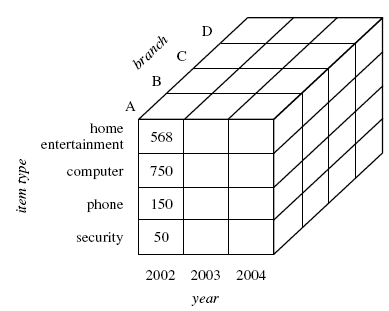 D
C
B
A
branch
home
entertainment
568
computer
750
phone
150
security
50
item type
2002 2003 2004
year